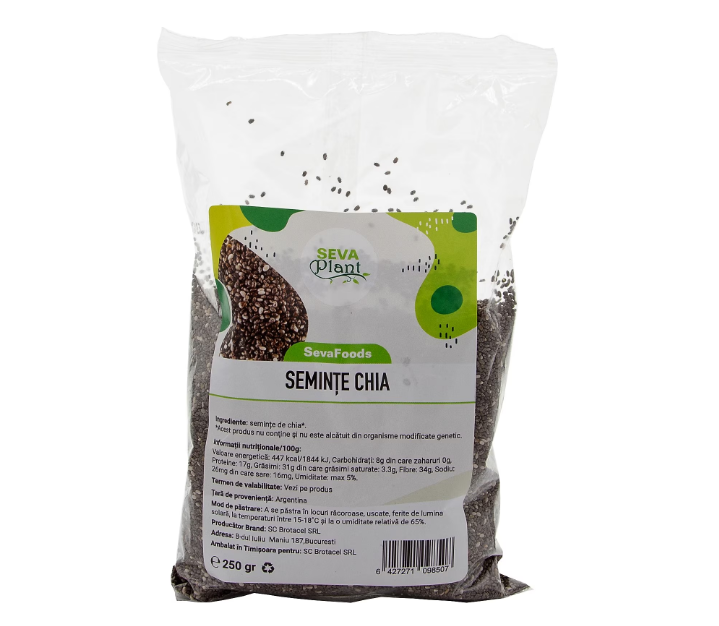 SEVA
Plant
SevaFoods
SEMINȚE CHIA
Ingrediente: semințe de chia*.
*Acest produs nu conține și nu este alcătuit din organisme modificate genetic.
Informații nutriționale/100g:
Valoare energetică: 447 kcal/1844 kJ, Carbohidrați: 8g din care zaharuri 0g,
Proteine: 17g, Grăsimi: 31g din care grăsimi saturate: 3.3g, Fibre: 34g, Sodiu:
26mg din care sare: 16mg, Umiditate: max 5%.
Termen de valabilitate: Vezi pe produs
Țară de proveniență: Argentina
Mod de păstrare: A se păstra în locuri răcoroase, uscate, ferite de lumina
solară, la temperaturi între 15-18°C și la o umiditate relativă de 65%.
Producător Brand: SC Brotacel SRL
Adresa: B-dul Iuliu Maniu 187, Bucuresti
Ambalat în Timișoara pentru: SC Brotacel SRL
℮ 250 gr
6 427271 098507